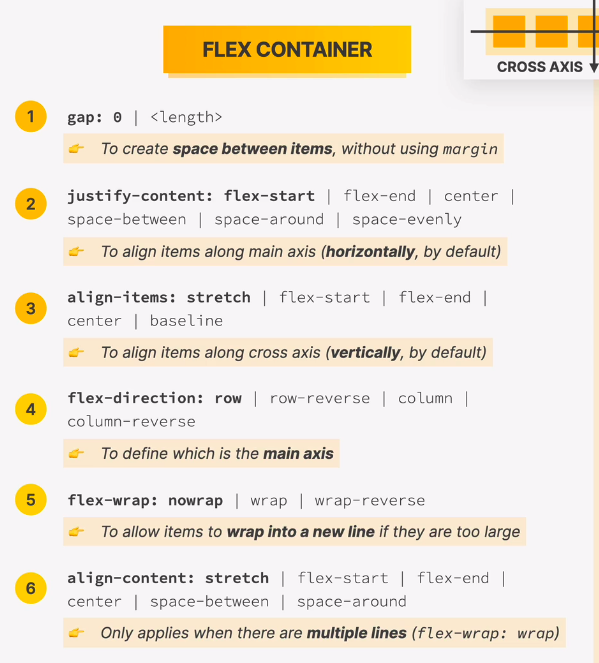 FLEX CONTAINER
CROSS AXIS
1
gap: 0 | <length>
To create space between items, without using margin
2
justify-content: flex-start | flex-end | center |
space-between | space-around | space-evenly
To align items along main axis (horizontally, by default)
3
align-items: stretch | flex-start | flex-end |
center | baseline
To align items along cross axis (vertically, by default)
4
flex-direction: row | row-reverse | column |
column-reverse
To define which is the main axis
5
flex-wrap: nowrap | wrap | wrap-reverse
To allow items to wrap into a new line if they are too large
6
align-content: stretch | flex-start | flex-end |
center | space-between | space-around
Only applies when there are multiple lines (flex-wrap: wrap)